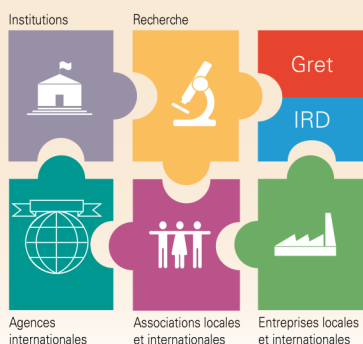 Institutions
Recherche
Gret
IRD
Agences
internationales
Associations locales
et internationales
Entreprises locales
et internationales